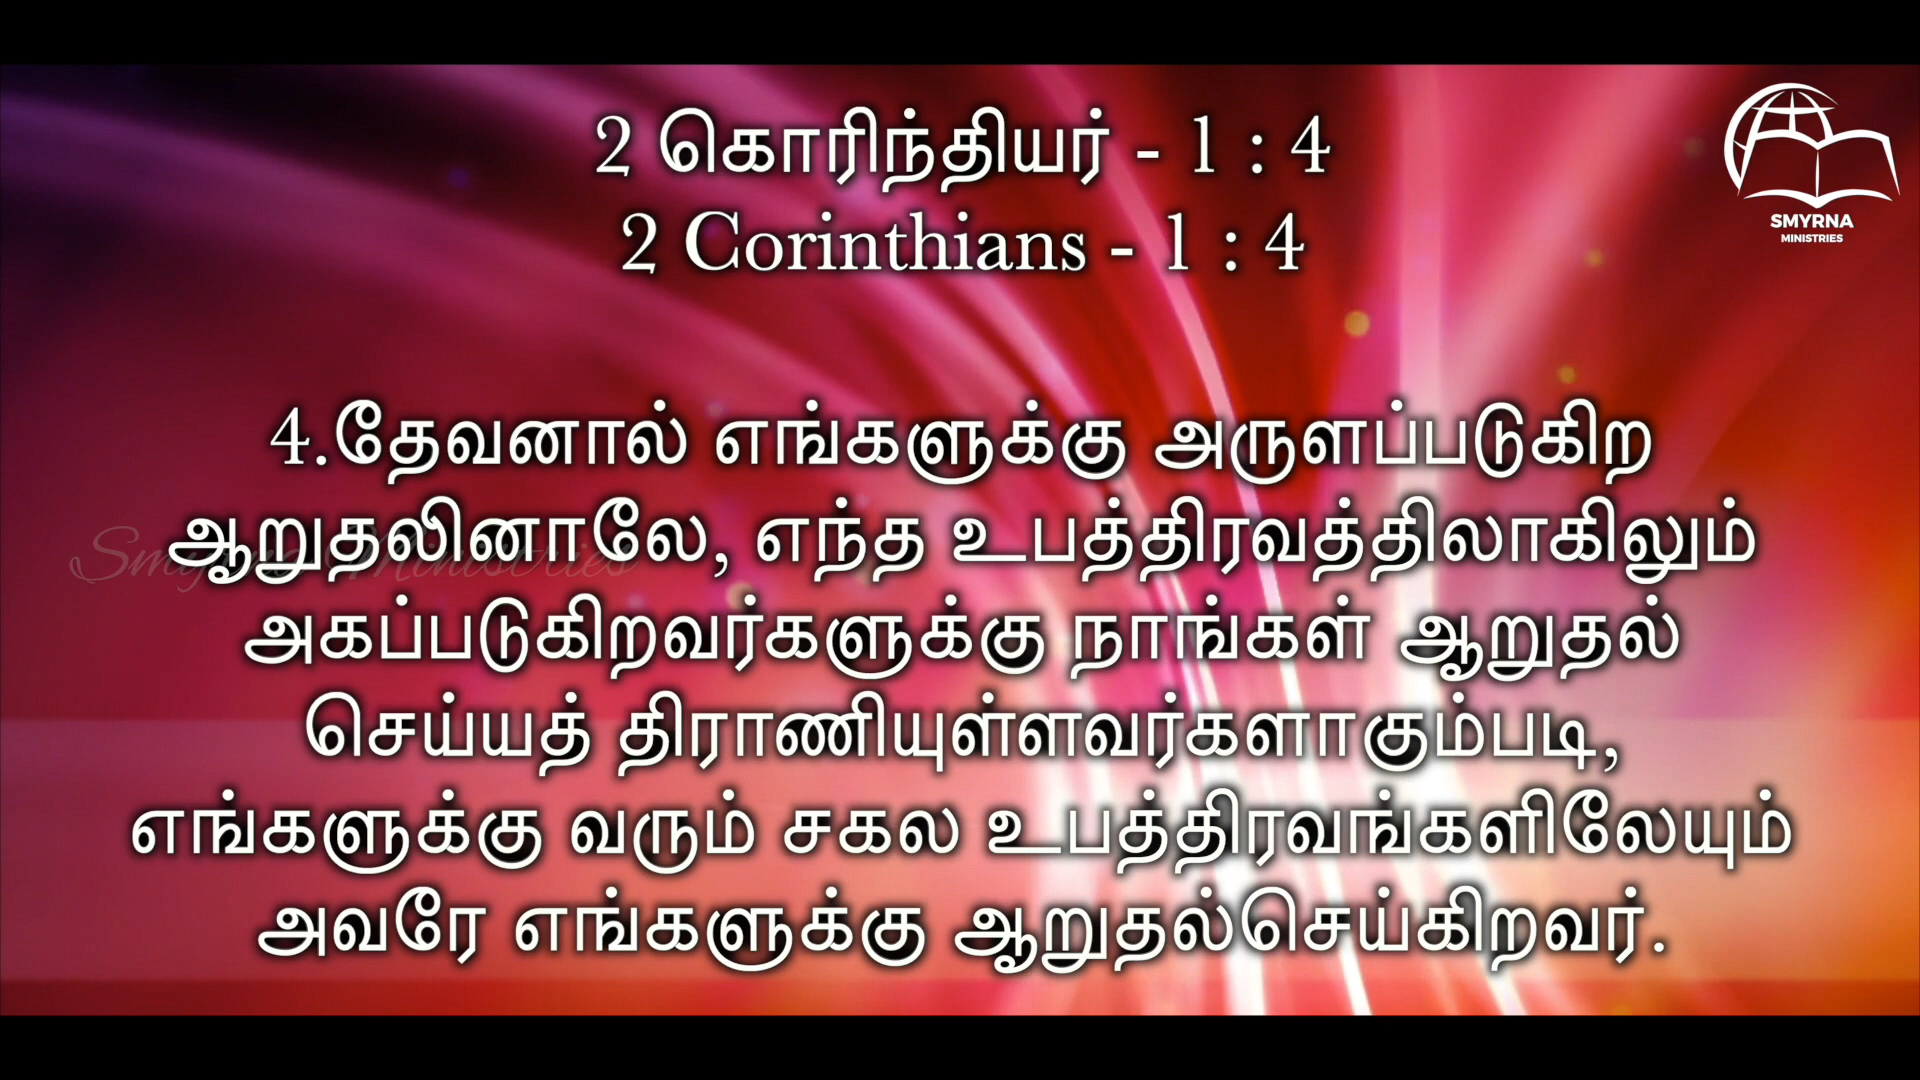 2 கொரிந்தியர் - 1 : 4
2 Corinthians - 1 : 4
SMYRNA
MINISTRIES
4.தேவனால் எங்களுக்கு அருளப்படுகிற
ஆறுதலினாலே, எந்த உபத்திரவத்திலாகிலும்
Smyrna Ministries
அகப்படுகிறவர்களுக்கு நாங்கள் ஆறுதல்
செய்யத் திராணியுள்ளவர்களாகும்படி,
எங்களுக்கு வரும் சகல உபத்திரவங்களிலேயும்
அவரே எங்களுக்கு ஆறுதல்செய்கிறவர்.